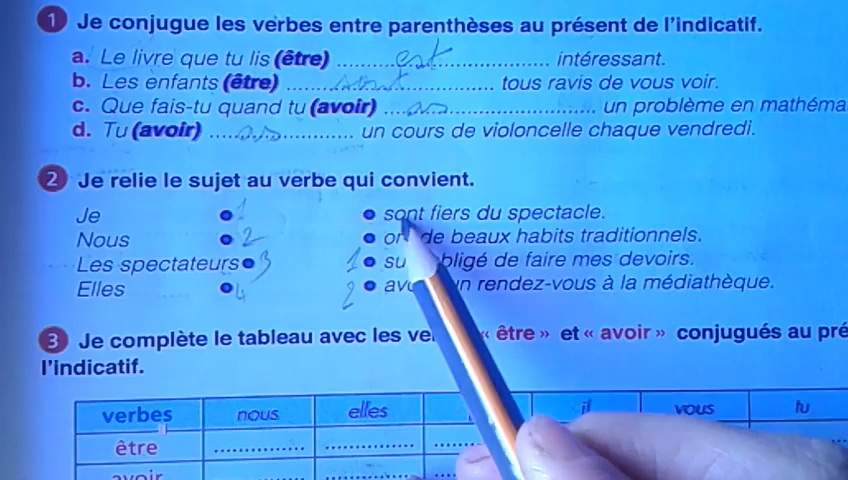 1 Je conjugue les verbes entre parenthèses au présent de l'indicatif.
a. Le livre que tu lis (être) ........ est ........ intéressant.
b. Les enfants (être) ........ sont ........ tous ravis de vous voir.
c. Que fais-tu quand tu (avoir) ........ as ........ un problème en mathéma
d. Tu (avoir) ........ as ........ un cours de violoncelle chaque vendredi.
2 Je relie le sujet au verbe qui convient.
Je • 1 • sont fiers du spectacle.
Nous • 2 • de beaux habits traditionnels.
Les spectateurs • 3 1 • de faire mes devoirs.
Elles • 4 2 • rendez-vous à la médiathèque.
3 Je complète le tableau avec les « être » et « avoir » conjugués au pré
l'indicatif.
verbes nous elles il vous tu
être
avoir